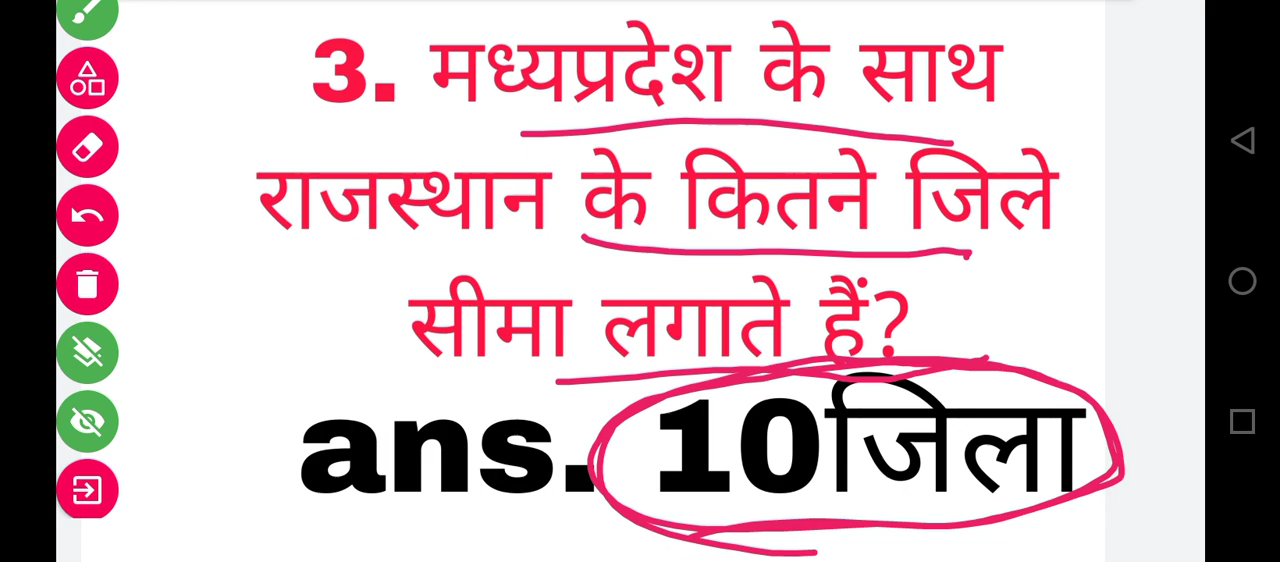 3. मध्यप्रदेश के साथ
राजस्थान के कितने जिले
सीमा लगाते हैं?
ans. 10जिला